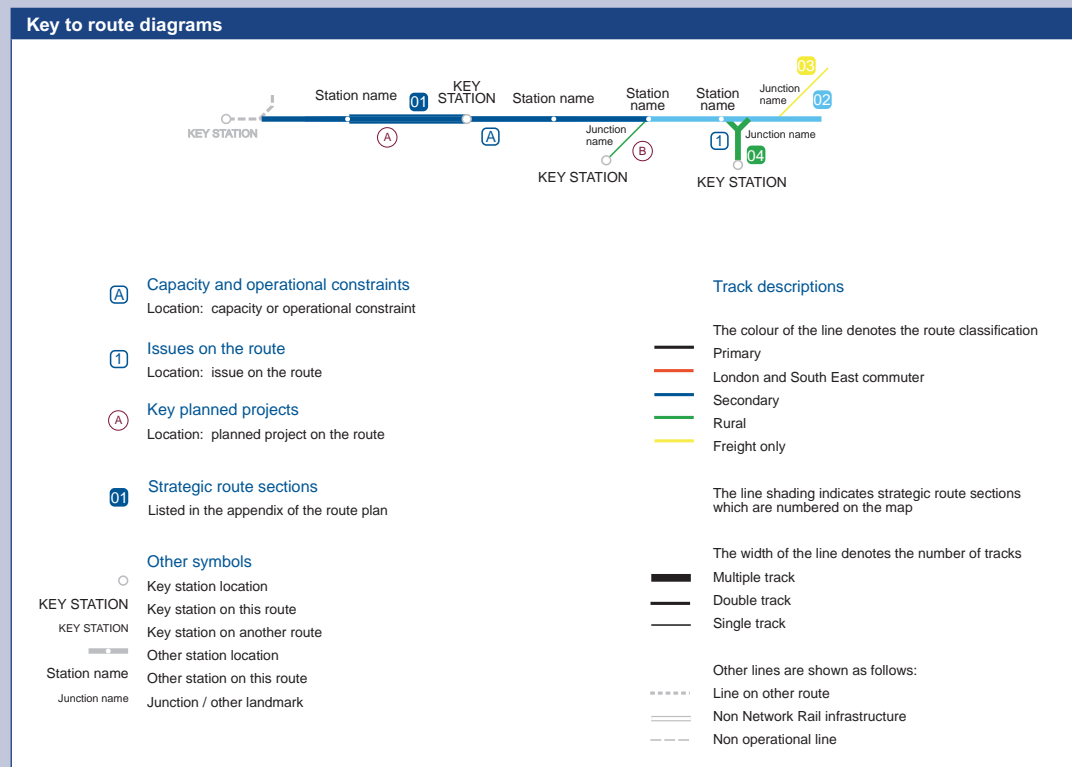 Key to route diagrams
03
KEY
STATION
01
Station name
Station name
Station
name
Station
name
Junction
name
02
KEY STATION
A
A
Junction
name
B
1
Junction name
04
KEY STATION
KEY STATION
A
Capacity and operational constraints
Location: capacity or operational constraint
1
Issues on the route
Location: issue on the route
A
Key planned projects
Location: planned project on the route
01
Strategic route sections
Listed in the appendix of the route plan
Other symbols
Key station location
KEY STATION
Key station on this route
KEY STATION
Key station on another route
Other station location
Station name
Other station on this route
Junction name
Junction / other landmark
Track descriptions
The colour of the line denotes the route classification
Primary
London and South East commuter
Secondary
Rural
Freight only
The line shading indicates strategic route sections
which are numbered on the map
The width of the line denotes the number of tracks
Multiple track
Double track
Single track
Other lines are shown as follows:
Line on other route
Non Network Rail infrastructure
Non operational line